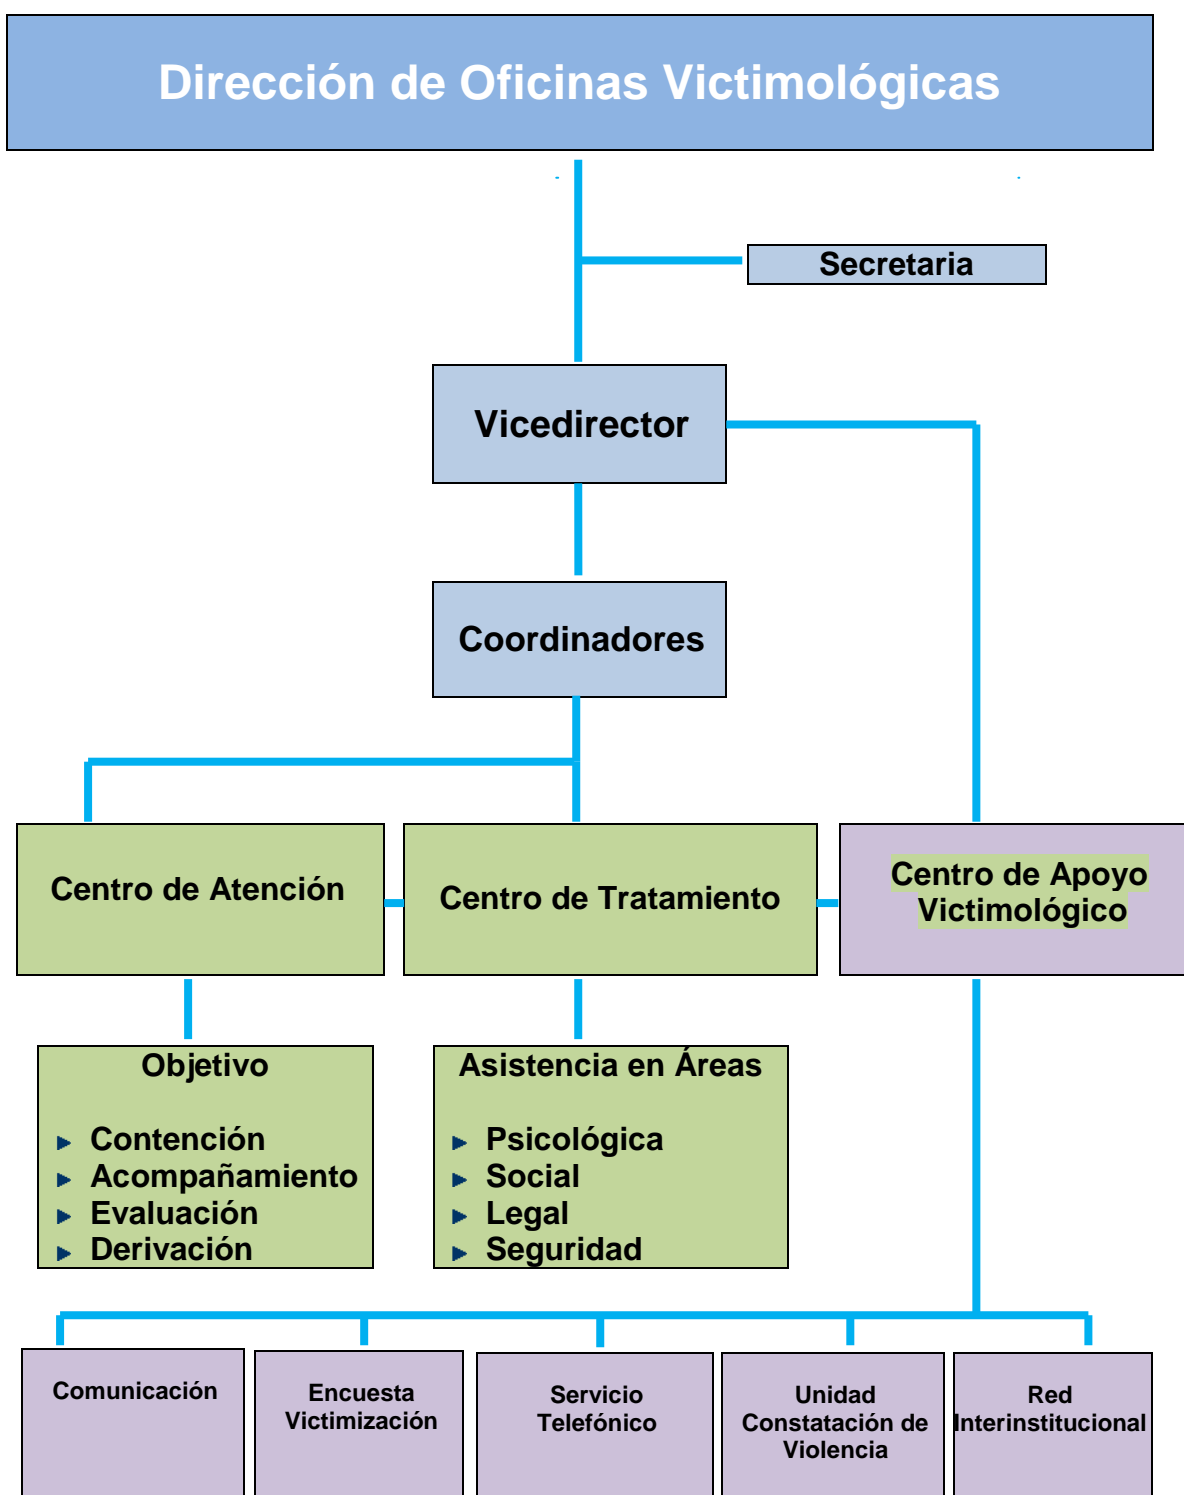 Dirección de Oficinas Victimológicas
Secretaria
Vicedirector
Coordinadores
Centro de Atención
Centro de Tratamiento
Centro de Apoyo
Victimológico
Objetivo
Contención
Acompañamiento
Evaluación
Derivación
Asistencia en Áreas
Psicológica
Social
Legal
Seguridad
Comunicación
Encuesta
Victimización
Servicio
Telefónico
Unidad
Constatación de
Violencia
Red
Interinstitucional